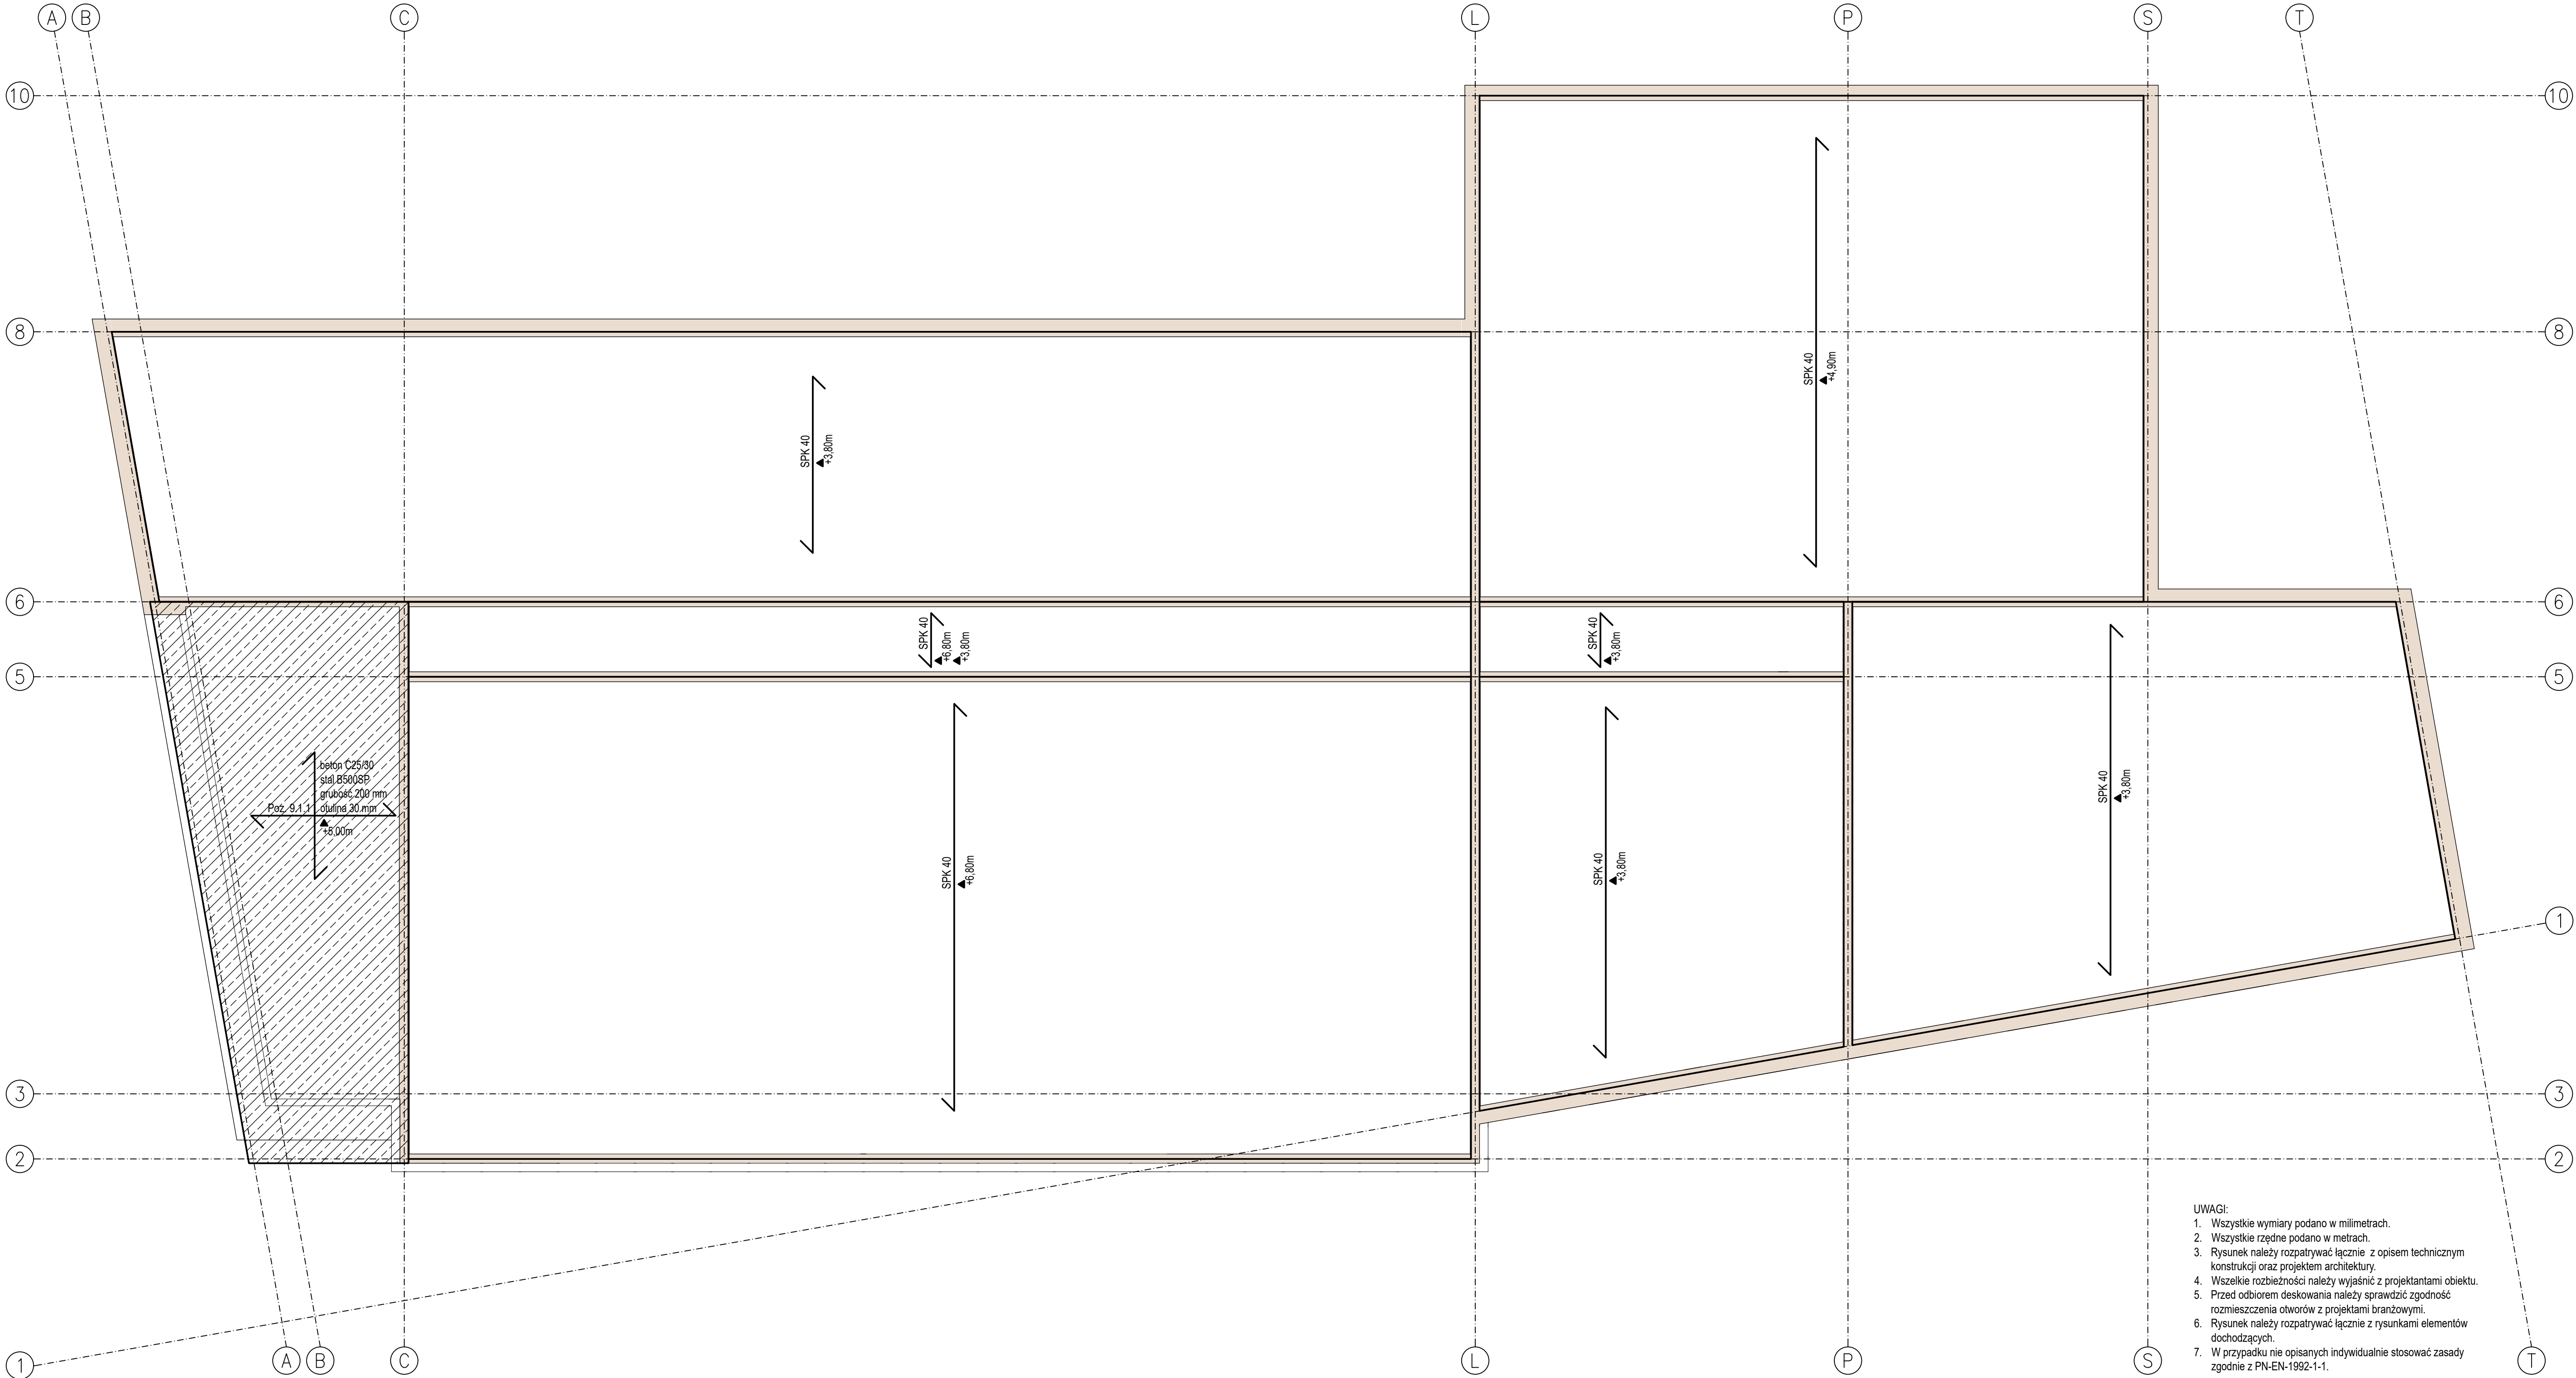 A B C L P S T
10 10
8 8
SPK 40
+4,90m
SPK 40
+3,80m
6 6
SPK 40
+6,80m
+3,80m
SPK 40
+3,80m
5 5
beton C25/30
stal B500SP
grubość 200 mm
Poz. 9.1.1 otulina 30 mm
+5,00m
SPK 40
+6,80m
SPK 40
+3,80m
SPK 40
+3,80m
1
3 3
2 2
UWAGI:
1. Wszystkie wymiary podano w milimetrach.
2. Wszystkie rzędne podano w metrach.
3. Rysunek należy rozpatrywać łącznie z opisem technicznym
konstrukcji oraz projektem architektury.
4. Wszelkie rozbieżności należy wyjaśnić z projektantami obiektu.
5. Przed odbiorem deskowania należy sprawdzić zgodność
rozmieszczenia otworów z projektami branżowymi.
6. Rysunek należy rozpatrywać łącznie z rysunkami elementów
dochodzących.
7. W przypadku nie opisanych indywidualnie stosować zasady
zgodnie z PN-EN-1992-1-1.
1
A B C L P S T